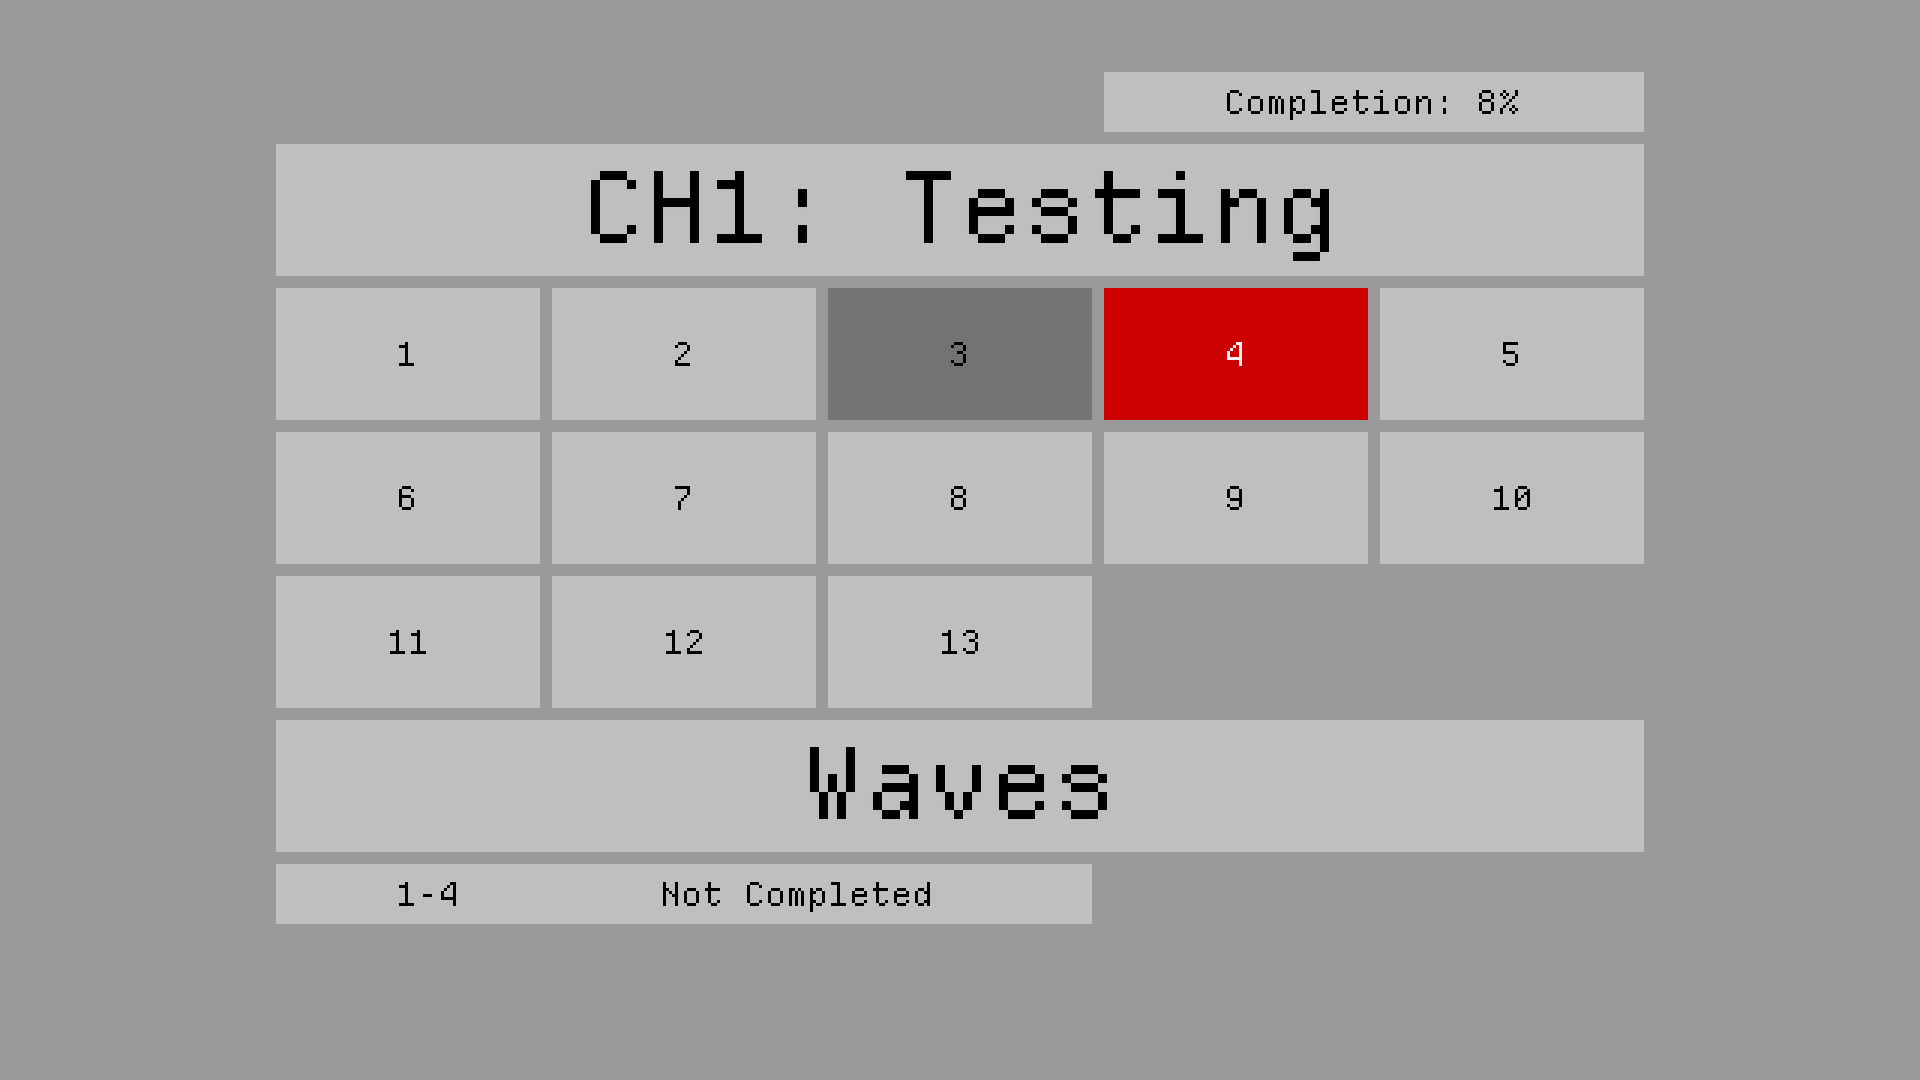 Completion: 8%
CH1: Testing
1 2 3 4 5
6 7 8 9 10
11 12 13
Waves
1-4 Not Completed